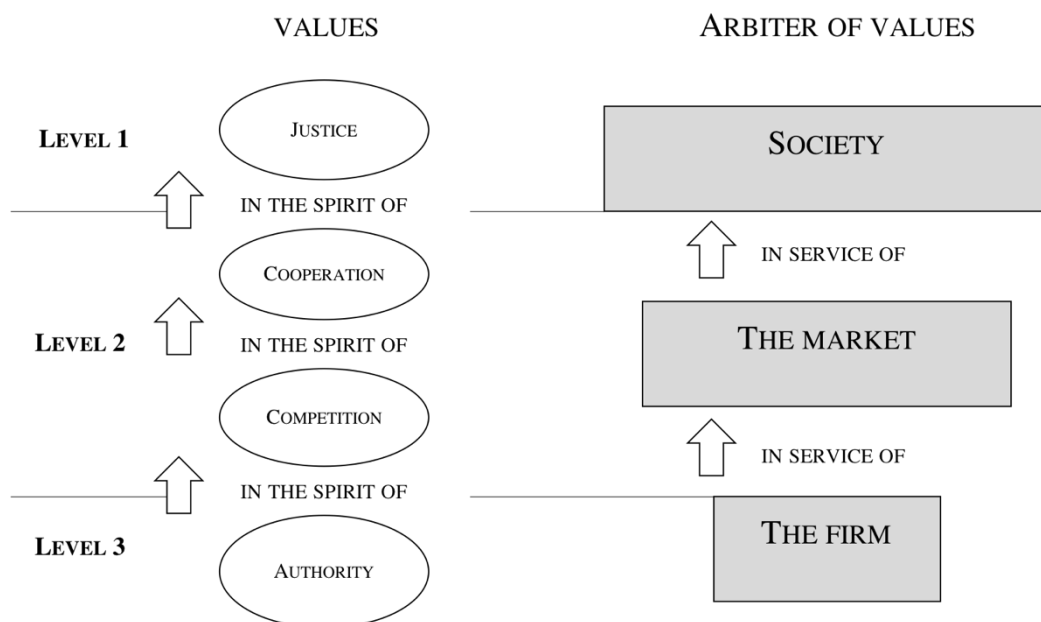 VALUES
ARBITER OF VALUES
LEVEL 1
JUSTICE
SOCIETY
IN THE SPIRIT OF
IN SERVICE OF
COOPERATION
LEVEL 2
THE MARKET
IN THE SPIRIT OF
COMPETITION
IN SERVICE OF
IN THE SPIRIT OF
LEVEL 3
THE FIRM
AUTHORITY